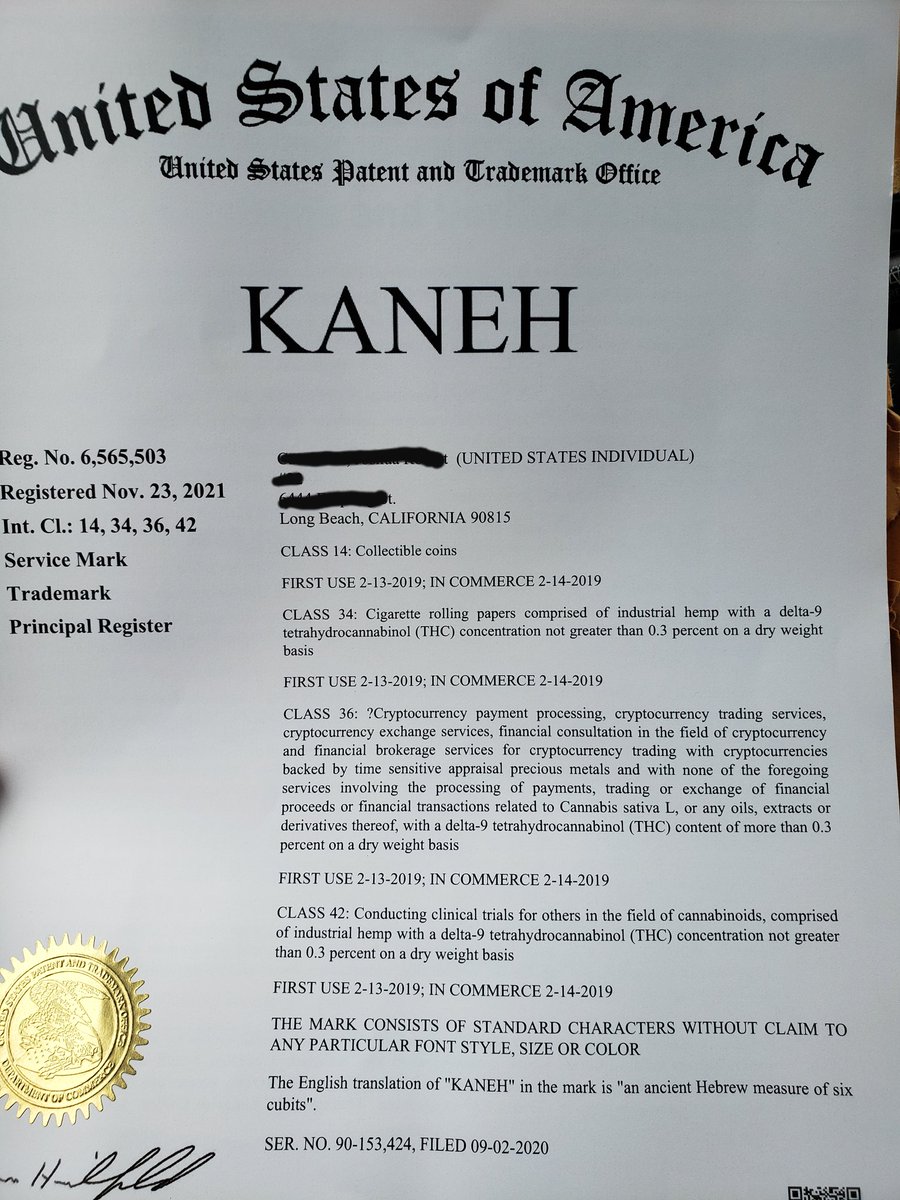 United States of America
United States Patent and Trademark Office
KANEH
Reg. No. 6,565,503
Registered Nov. 23, 2021
Int. Cl.: 14, 34, 36, 42
Service Mark
Trademark
Principal Register
(UNITED STATES INDIVIDUAL)
Long Beach, CALIFORNIA 90815
CLASS 14: Collectible coins
FIRST USE 2-13-2019; IN COMMERCE 2-14-2019
CLASS 34: Cigarette rolling papers comprised of industrial hemp with a delta-9
tetrahydrocannabinol (THC) concentration not greater than 0.3 percent on a dry weight
basis
FIRST USE 2-13-2019; IN COMMERCE 2-14-2019
CLASS 36: ?Cryptocurrency payment processing, cryptocurrency trading services,
cryptocurrency exchange services, financial consultation in the field of cryptocurrency
and financial brokerage services for cryptocurrency trading with cryptocurrencies
backed by time sensitive appraisal precious metals and with none of the foregoing
services involving the processing of payments, trading or exchange of financial
proceeds or financial transactions related to Cannabis sativa L, or any oils, extracts or
derivatives thereof, with a delta-9 tetrahydrocannabinol (THC) content of more than 0.3
percent on a dry weight basis
FIRST USE 2-13-2019; IN COMMERCE 2-14-2019
CLASS 42: Conducting clinical trials for others in the field of cannabinoids, comprised
of industrial hemp with a delta-9 tetrahydrocannabinol (THC) concentration not greater
than 0.3 percent on a dry weight basis
FIRST USE 2-13-2019; IN COMMERCE 2-14-2019
THE MARK CONSISTS OF STANDARD CHARACTERS WITHOUT CLAIM TO
ANY PARTICULAR FONT STYLE, SIZE OR COLOR
The English translation of "KANEH" in the mark is "an ancient Hebrew measure of six
cubits".
SER. NO. 90-153,424, FILED 09-02-2020
UNITED STATES PATENT AND TRADEMARK OFFICE
DEPARTMENT OF COMMERCE